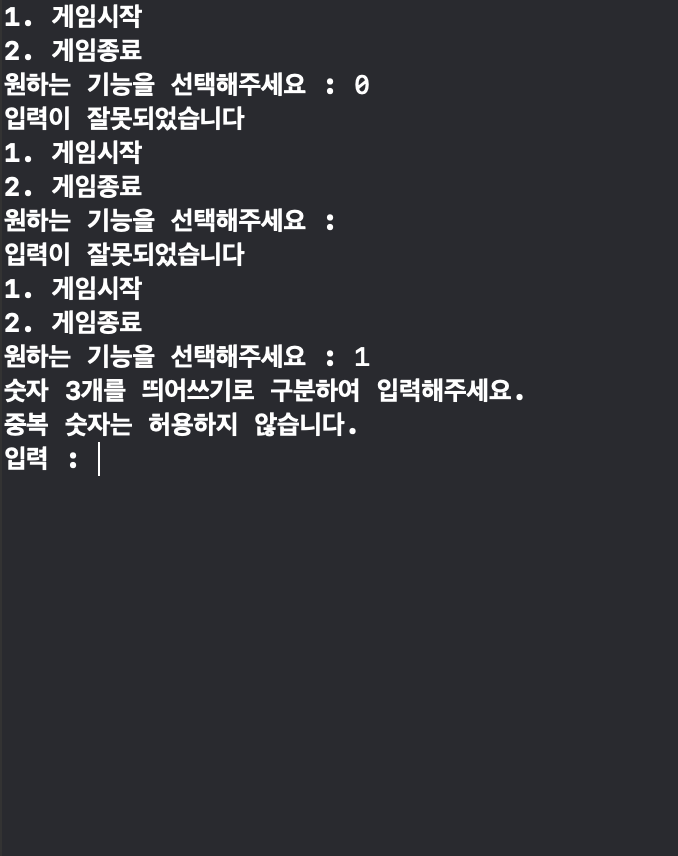 1. 게임시작
2. 게임종료
원하는 기능을 선택해주세요 : 0
입력이 잘못되었습니다
1. 게임시작
2. 게임종료
원하는 기능을 선택해주세요 :
입력이 잘못되었습니다
1. 게임시작
2. 게임종료
원하는 기능을 선택해주세요 : 1
숫자 3개를 띄어쓰기로 구분하여 입력해주세요.
중복 숫자는 허용하지 않습니다.
입력 :